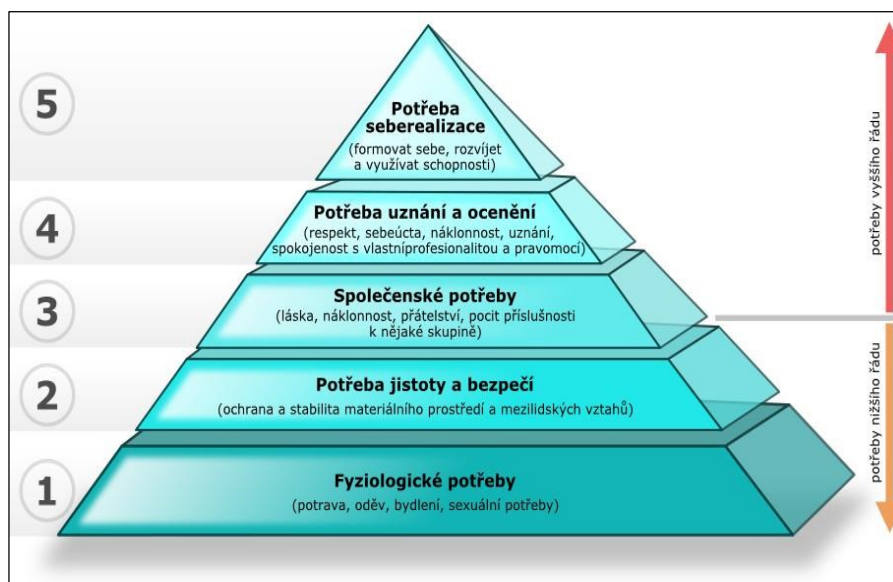 5
Potřeba
seberealizace
(formovat sebe, rozvíjet
a využívat schopnosti)
4
Potřeba uznání a ocenění
(respekt, sebeúcta, náklonnost, uznání,
spokojenost s vlastníprofesionalitou a pravomocí)
3
Společenské potřeby
(láska, náklonnost, přátelství, pocit příslušnosti
k nějaké skupině)
2
Potřeba jistoty a bezpečí
(ochrana a stabilita materiálního prostředí a mezilidských vztahů)
1
Fyziologické potřeby
(potrava, oděv, bydlení, sexuální potřeby)
potřeby vyššího řádu
potřeby nižšího řádu